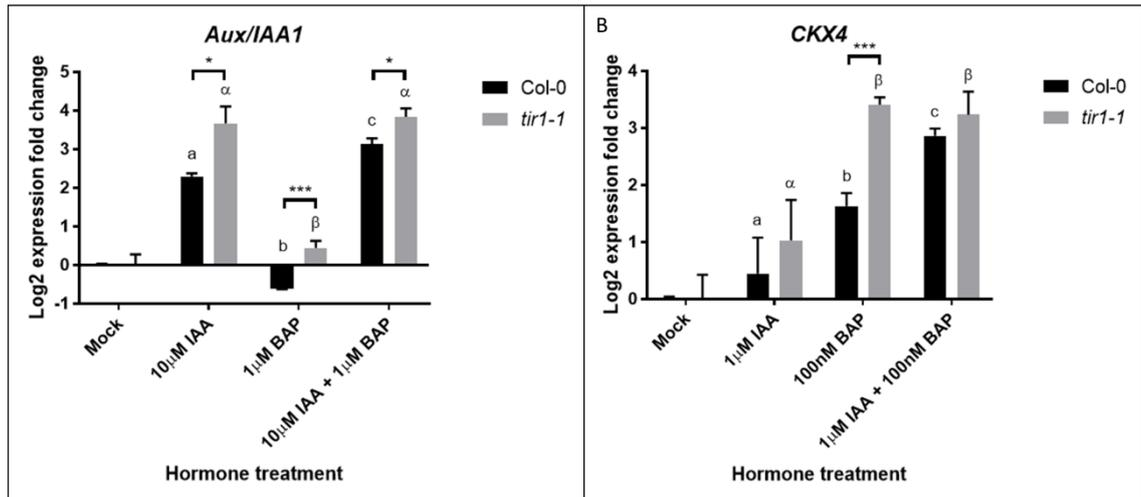 Aux/IAA1
Log2 expression fold change
5
4
3
2
1
0
-1
*
*
***
a
α
b
β
c
α
Col-0
tir1-1
Mock
10μM IAA
1μM BAP
10μM IAA + 1μM BAP
Hormone treatment
B
CKX4
Log2 expression fold change
4
3
2
1
0
***
a
α
b
β
c
β
Col-0
tir1-1
Mock
1μM IAA
100nM BAP
1μM IAA + 100nM BAP
Hormone treatment